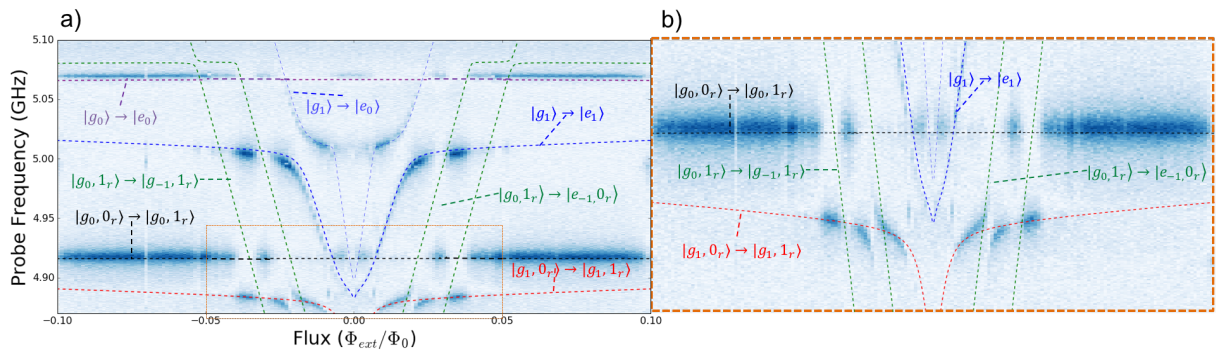 a)
b)
Probe Frequency (GHz)
5.10
5.05
5.00
4.95
4.90
|g₀⟩ → |e₀⟩
|g₁⟩ → |e₀⟩
|g₁⟩ → |e₁⟩
|g₀, 1ᵣ⟩ → |g₋₁, 1ᵣ⟩
|g₀,1ᵣ⟩ → |e₋₁,0ᵣ⟩
|g₀, 0ᵣ⟩ → |g₀, 1ᵣ⟩
|g₁, 0ᵣ⟩ → |g₁, 1ᵣ⟩
−0.10 −0.05 0.00 0.05 0.10
Flux (Φext/Φ₀)
|g₁⟩ → |e₁⟩
|g₀, 0ᵣ⟩ → |g₀, 1ᵣ⟩
|g₀, 1ᵣ⟩ → |g₋₁, 1ᵣ⟩
|g₀,1ᵣ⟩ → |e₋₁,0ᵣ⟩
|g₁, 0ᵣ⟩ → |g₁, 1ᵣ⟩